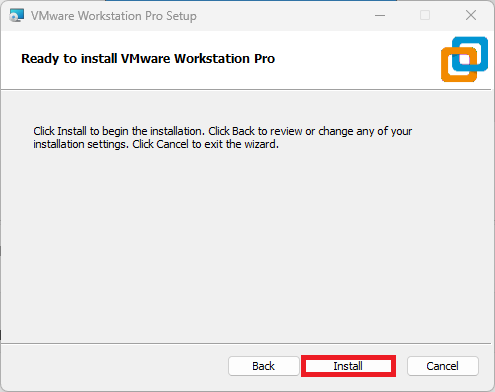 VMware Workstation Pro Setup
Ready to install VMware Workstation Pro
Click Install to begin the installation. Click Back to review or change any of your
installation settings. Click Cancel to exit the wizard.
Back Install Cancel